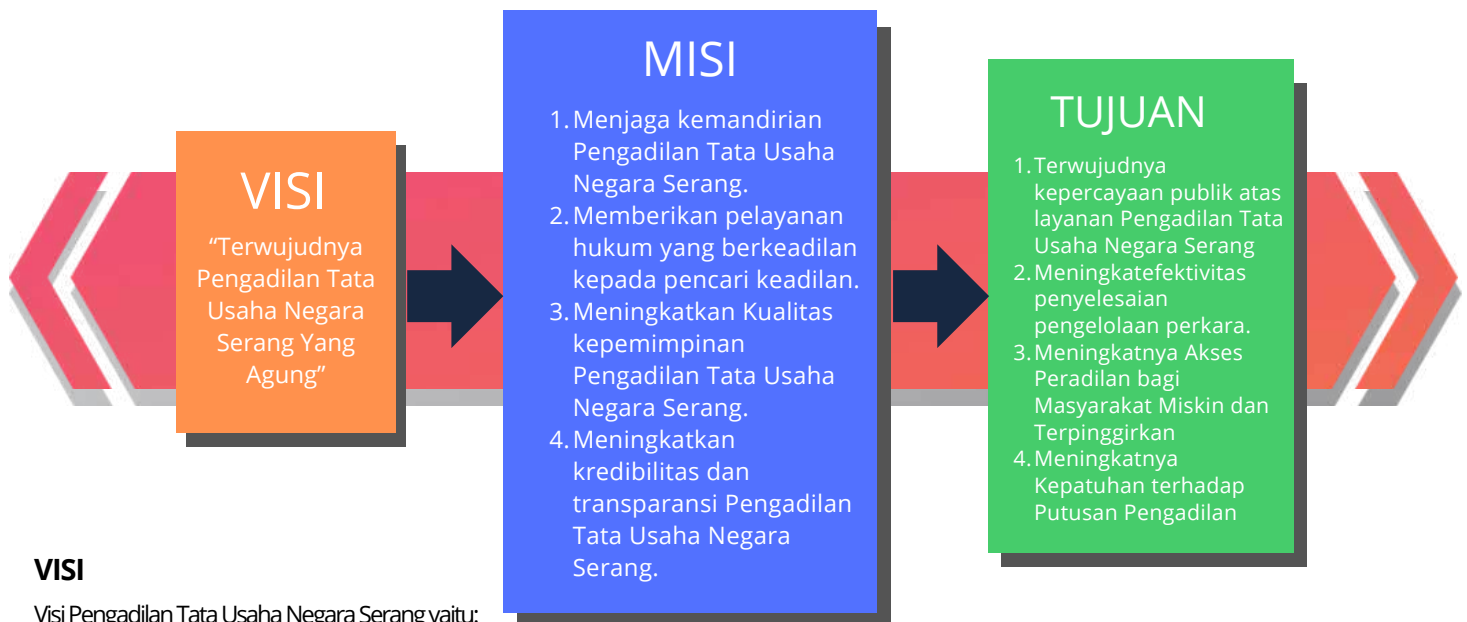 VISI
“Terwujudnya
Pengadilan Tata
Usaha Negara
Serang Yang
Agung”
MISI
1. Menjaga kemandirian
Pengadilan Tata Usaha
Negara Serang.
2. Memberikan pelayanan
hukum yang berkeadilan
kepada pencari keadilan.
3. Meningkatkan Kualitas
kepemimpinan
Pengadilan Tata Usaha
Negara Serang.
4. Meningkatkan
kredibilitas dan
transparansi Pengadilan
Tata Usaha Negara
Serang.
TUJUAN
1. Terwujudnya
kepercayaan publik atas
layanan Pengadilan Tata
Usaha Negara Serang
2. Meningkatefektivitas
penyelesaian
pengelolaan perkara.
3. Meningkatnya Akses
Peradilan bagi
Masyarakat Miskin dan
Terpinggirkan
4. Meningkatnya
Kepatuhan terhadap
Putusan Pengadilan
VISI
Visi Pengadilan Tata Usaha Negara Serang yaitu: